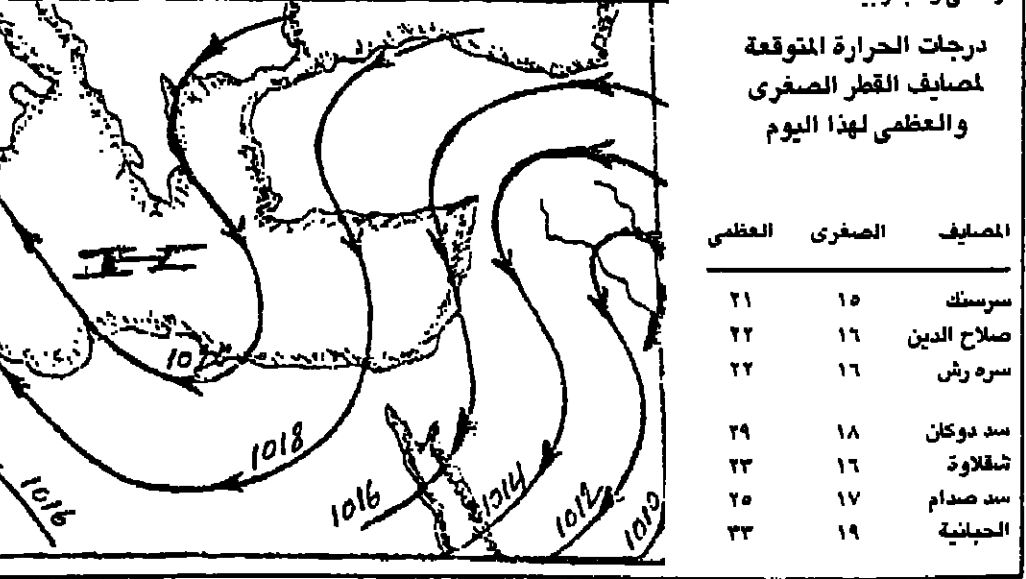 درجات الحرارة المتوقعة
لمصايف القطر الصغرى
والعظمى لهذا اليوم
المصايف الصغرى العظمى
سرسنك ١٥ ٢١
صلاح الدين ١٦ ٢٢
سره رش ١٦ ٢٢
سد دوكان ١٨ ٢٩
شقلاوة ١٦ ٢٣
سد صدام ١٧ ٢٥
الحبانية ١٩ ٣٣
10
1018
1016
1016
1014
1012
1010